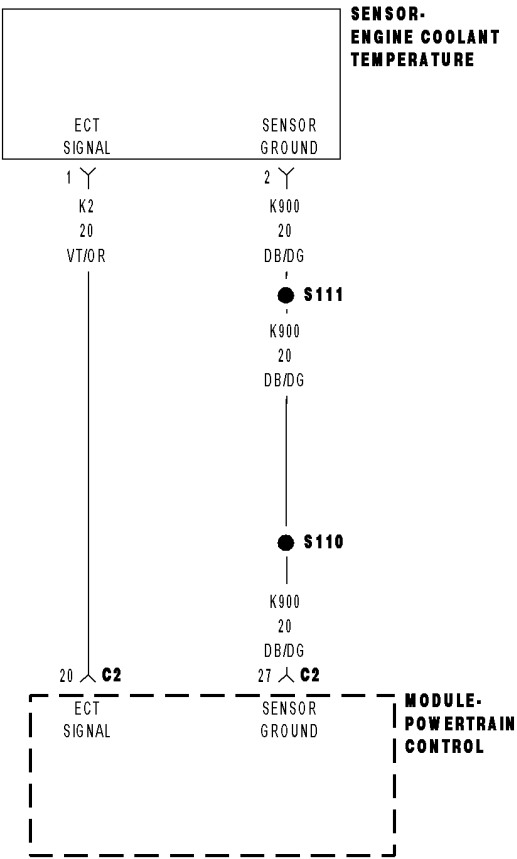 SENSOR-
ENGINE COOLANT
TEMPERATURE
ECT SENSOR
SIGNAL GROUND
1 2
K2 K900
20 20
VT/OR DB/DG
S111
K900
20
DB/DG
S110
K900
20
DB/DG
20 C2 27 C2
ECT SENSOR
SIGNAL GROUND
MODULE-
POWERTRAIN
CONTROL